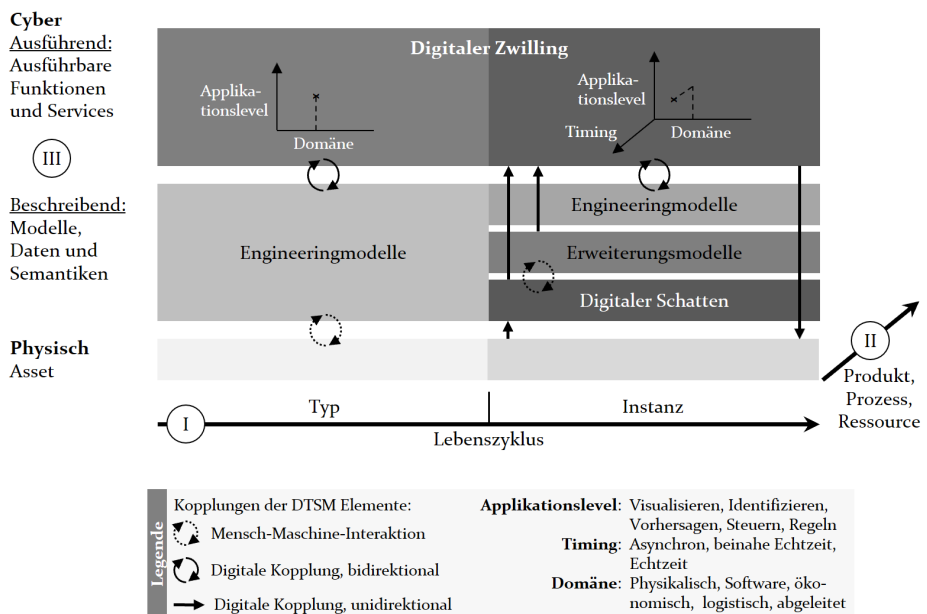 Cyber
Ausführend:
Ausführbare
Funktionen
und Services
III
Beschreibend:
Modelle,
Daten und
Semantiken
Physisch
Asset
Digitaler Zwilling
Applika-
tionslevel
Domäne
Applika-
tionslevel
Timing
Domäne
Engineeringmodelle
Engineeringmodelle
Erweiterungsmodelle
Digitaler Schatten
II
Produkt,
Prozess,
Ressource
Typ
Instanz
I
Lebenszyklus
Legende
Kopplungen der DTSM Elemente:
Mensch-Maschine-Interaktion
Digitale Kopplung, bidirektional
Digitale Kopplung, unidirektional
Applikationslevel: Visualisieren, Identifizieren,
Vorhersagen, Steuern, Regeln
Timing: Asynchron, beinahe Echtzeit,
Echtzeit
Domäne: Physikalisch, Software, öko-
nomisch, logistisch, abgeleitet